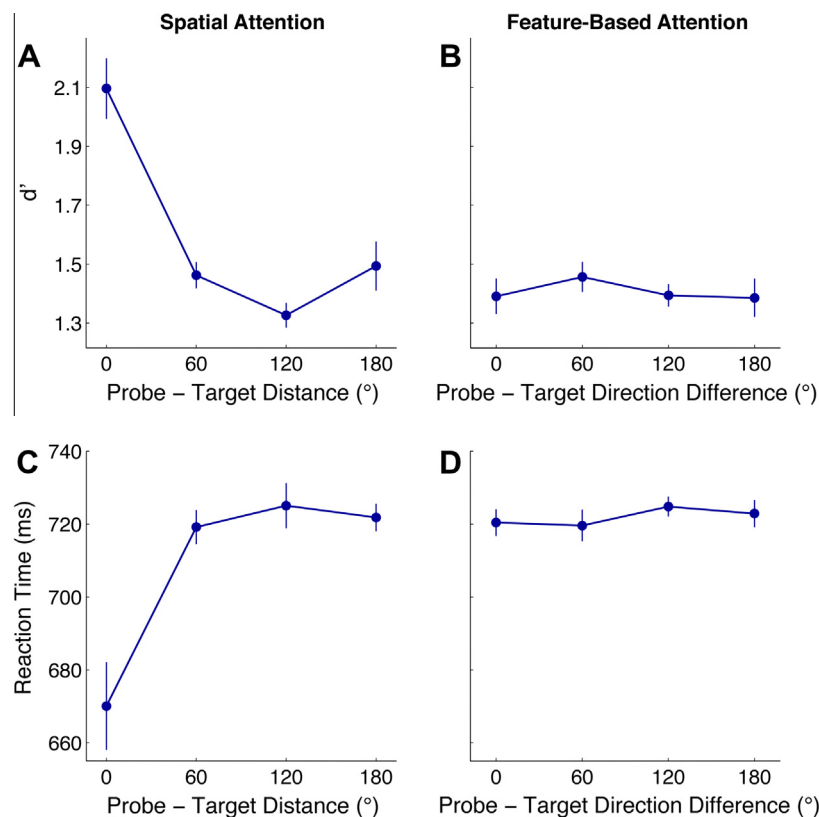 Spatial Attention
Feature-Based Attention
A
B
2.1
1.9
1.7
1.5
1.3
d'
0 60 120 180
0 60 120 180
Probe – Target Distance (°)
Probe – Target Direction Difference (°)
C
D
740
720
700
680
660
Reaction Time (ms)
0 60 120 180
0 60 120 180
Probe – Target Distance (°)
Probe – Target Direction Difference (°)